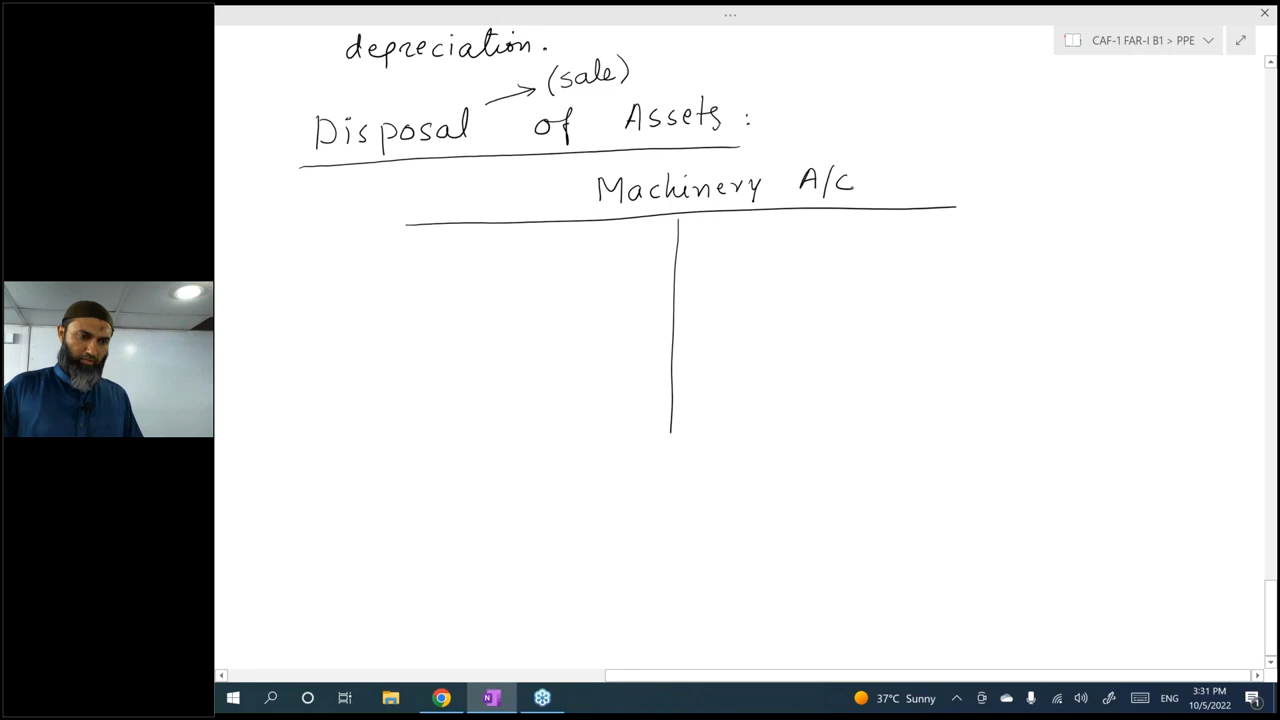 depreciation.
(sale)
Disposal of Assets :
Machinery A/C
CAF-1 FAR-I B1 > PPE
37°C Sunny
ENG
3:31 PM
10/5/2022
1